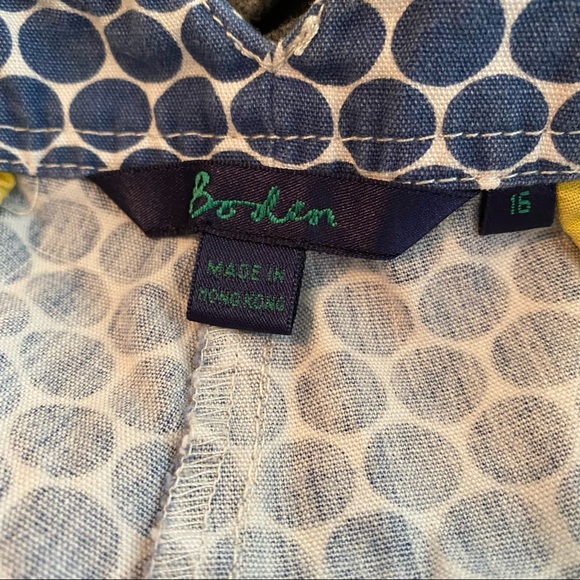 Boden
16
MADE IN
HONG KONG